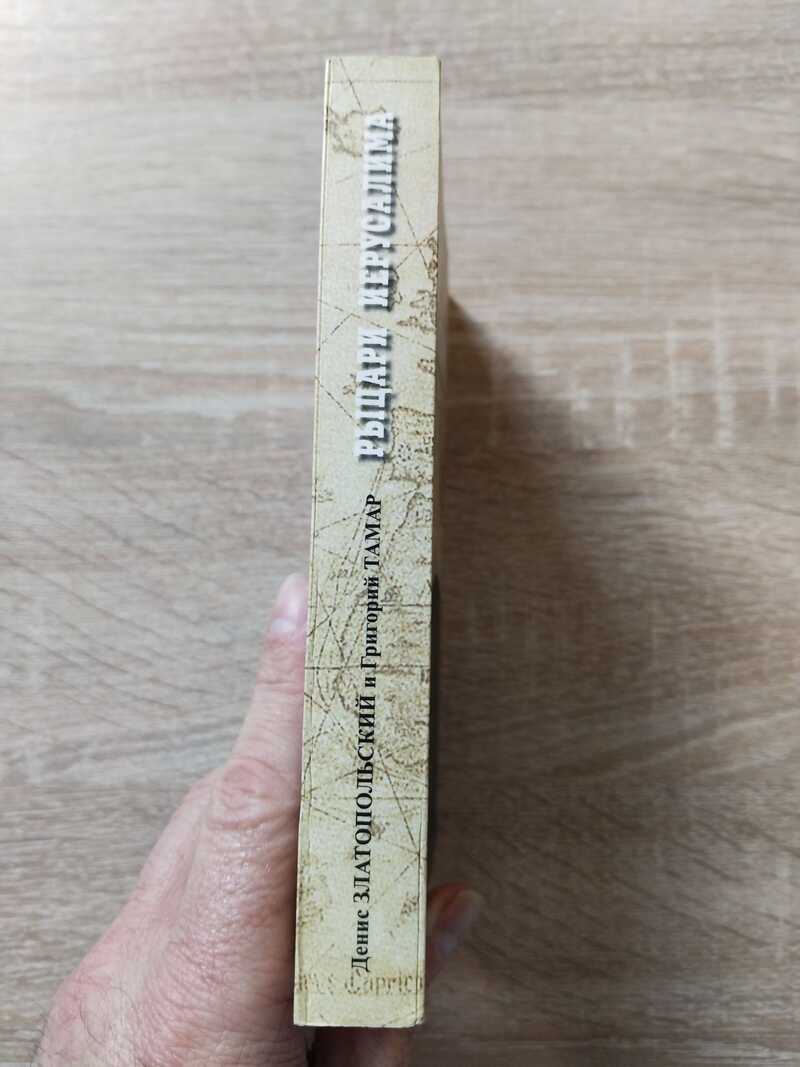 Денис ЗЛАТОПОЛЬСКИЙ и Григорий ТАМАР
РЫЦАРИ ИЕРУСАЛИМА